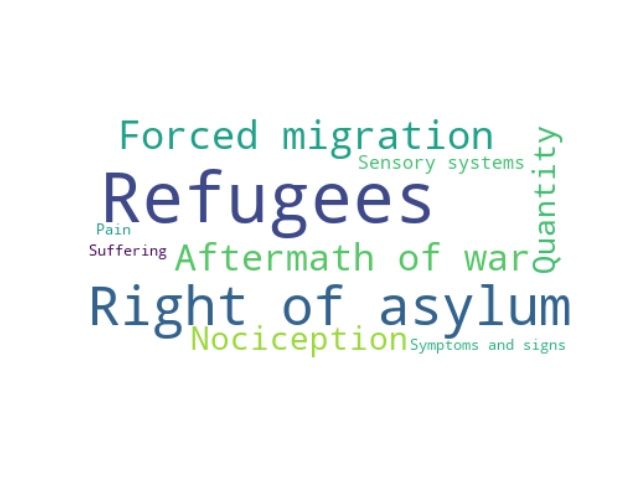 Forced migration
Sensory systems
Quantity
Refugees
Pain
Suffering
Aftermath of war
Right of asylum
Nociception
Symptoms and signs